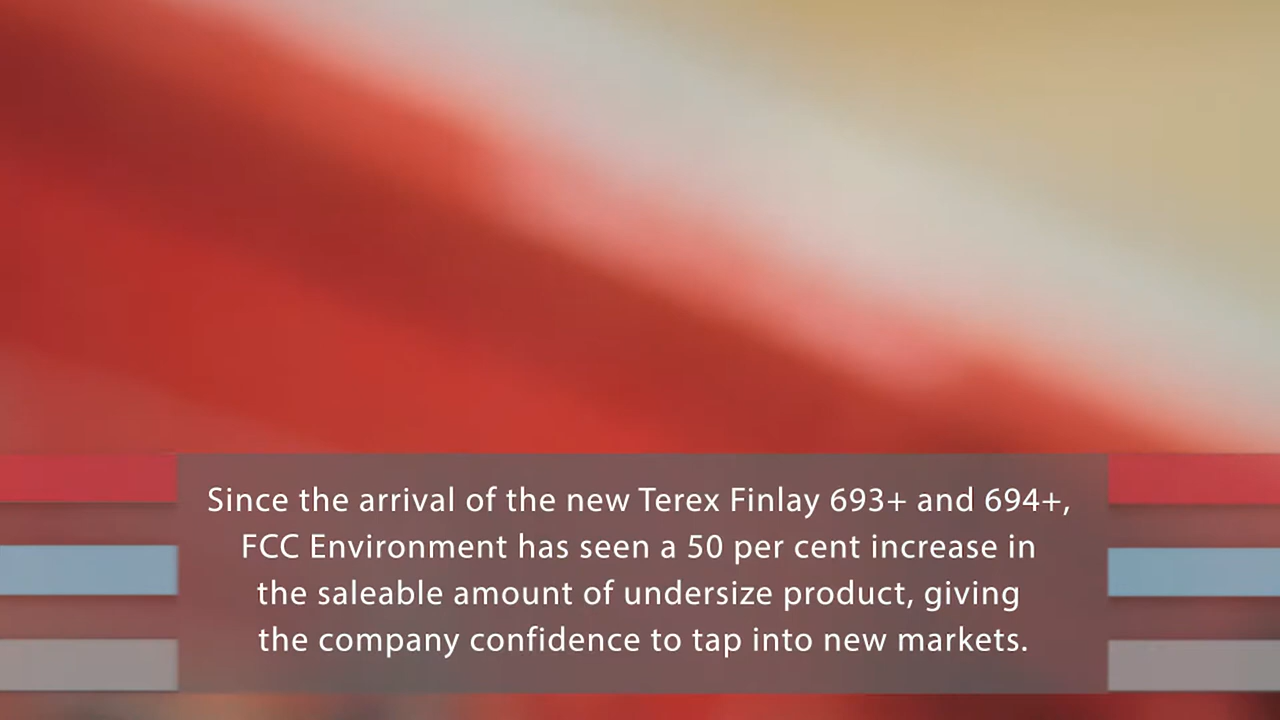 Since the arrival of the new Terex Finlay 693+ and 694+,
FCC Environment has seen a 50 per cent increase in
the saleable amount of undersize product, giving
the company confidence to tap into new markets.